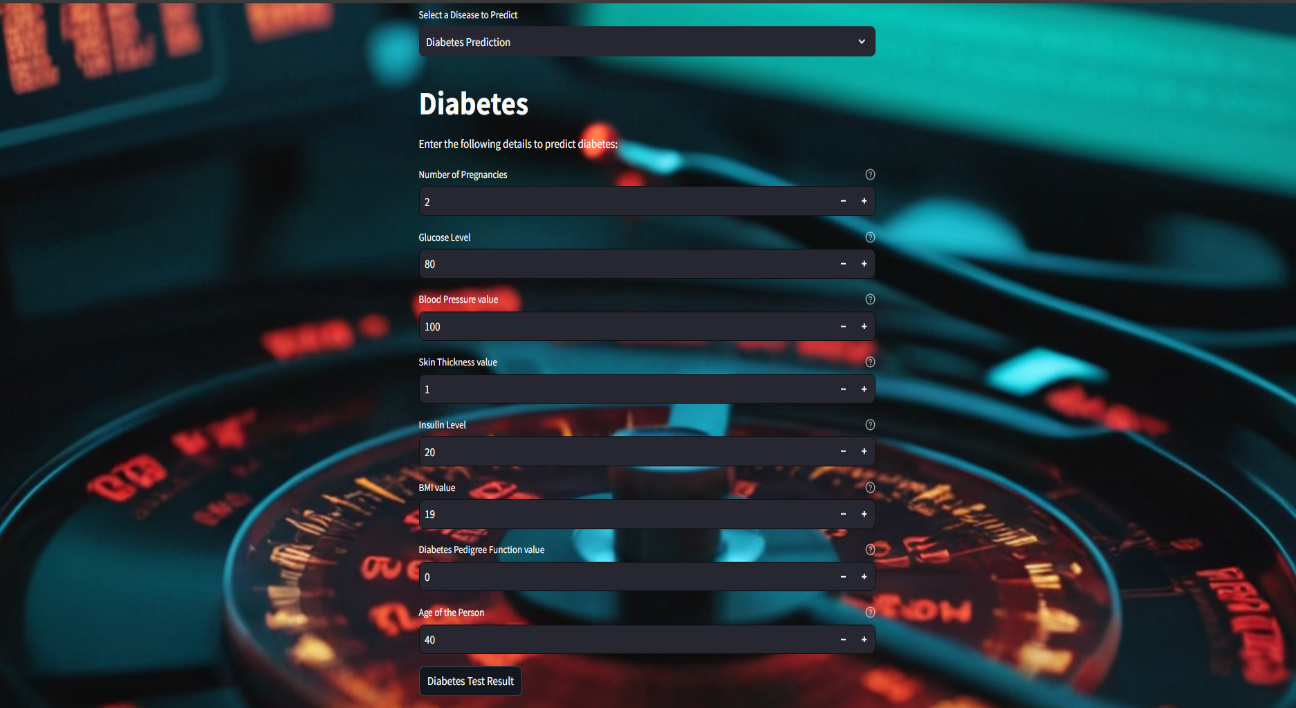 Select a Disease to Predict
Diabetes Prediction
Diabetes
Enter the following details to predict diabetes:
Number of Pregnancies
2
Glucose Level
80
Blood Pressure value
100
Skin Thickness value
1
Insulin Level
20
BMI value
19
Diabetes Pedigree Function value
0
Age of the Person
40
Diabetes Test Result